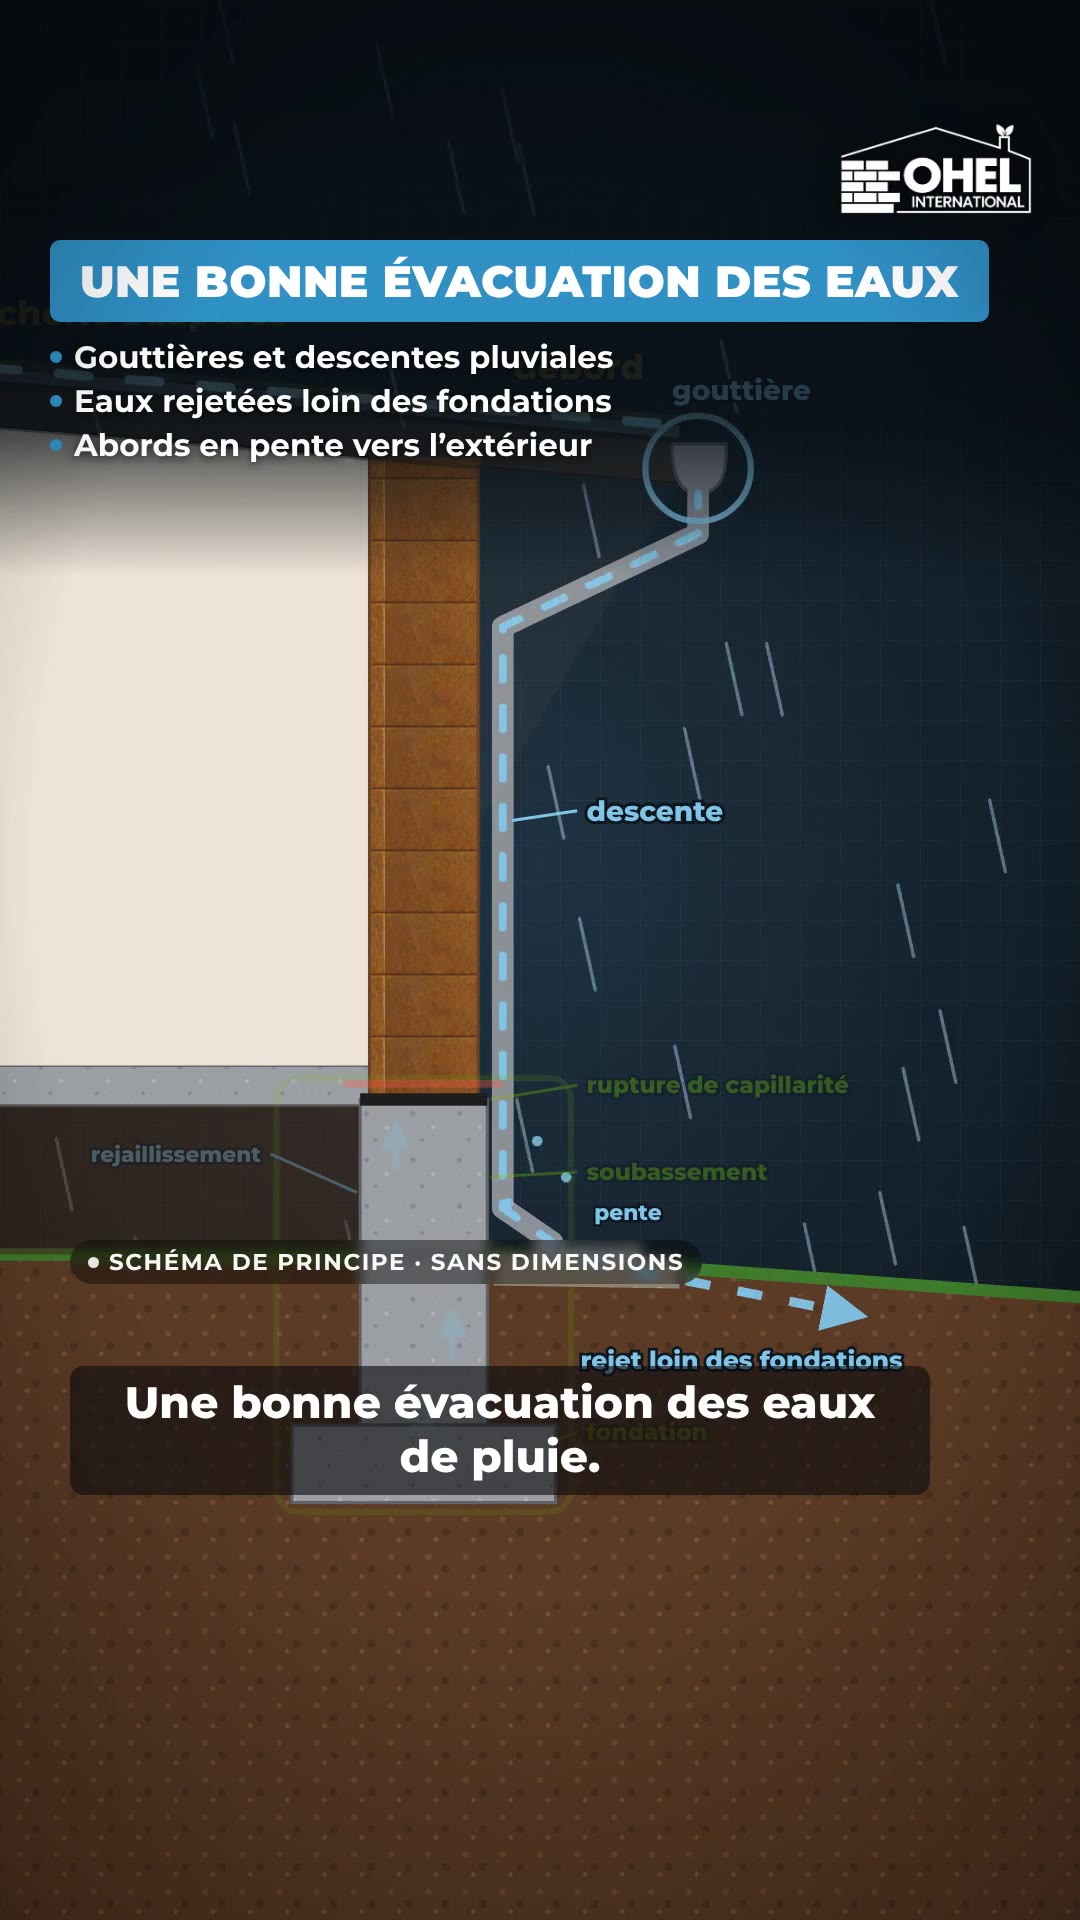 OHEL
INTERNATIONAL
UNE BONNE ÉVACUATION DES EAUX
Gouttières et descentes pluviales
débord
gouttière
Eaux rejetées loin des fondations
Abords en pente vers l’extérieur
descente
rupture de capillarité
rejaillissement
soubassement
pente
SCHÉMA DE PRINCIPE · SANS DIMENSIONS
rejet loin des fondations
Une bonne évacuation des eaux
fondation
de pluie.